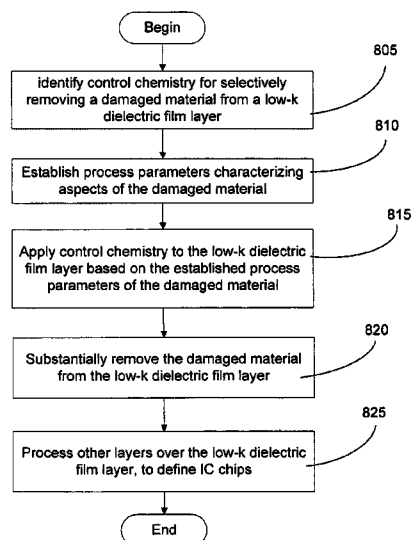 Begin
805
identify control chemistry for selectively
removing a damaged material from a low-k
dielectric film layer
810
Establish process parameters characterizing
aspects of the damaged material
815
Apply control chemistry to the low-k dielectric
film layer based on the established process
parameters of the damaged material
820
Substantially remove the damaged material
from the low-k dielectric film layer
825
Process other layers over the low-k dielectric
film layer, to define IC chips
End